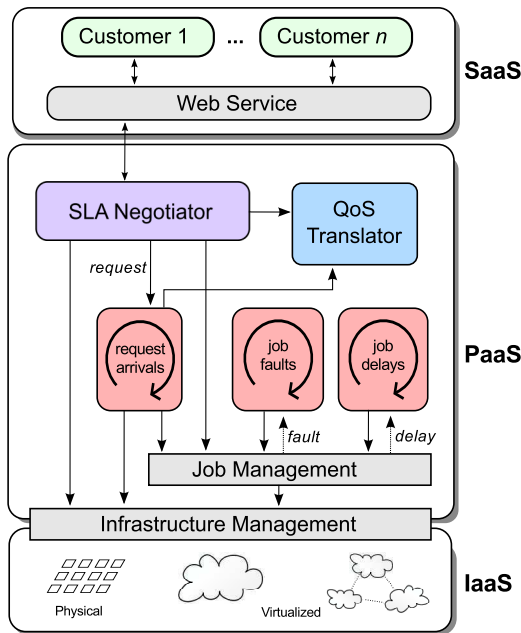 Customer 1 ... Customer n
SaaS
Web Service
SLA Negotiator
QoS
Translator
request
request
arrivals
job
faults
job
delays
PaaS
fault
delay
Job Management
Infrastructure Management
IaaS
Physical
Virtualized